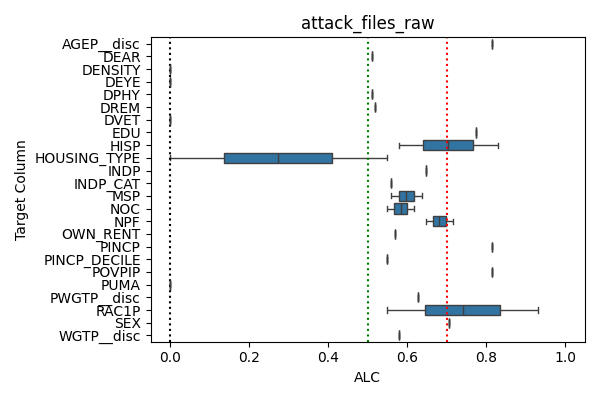 attack_files_raw
Target Column
AGEP__disc
DEAR
DENSITY
DEYE
DPHY
DREM
DVET
EDU
HISP
HOUSING_TYPE
INDP
INDP_CAT
MSP
NOC
NPF
OWN_RENT
PINCP
PINCP_DECILE
POVPIP
PUMA
PWGTP__disc
RAC1P
SEX
WGTP__disc
0.0 0.2 0.4 0.6 0.8 1.0
ALC